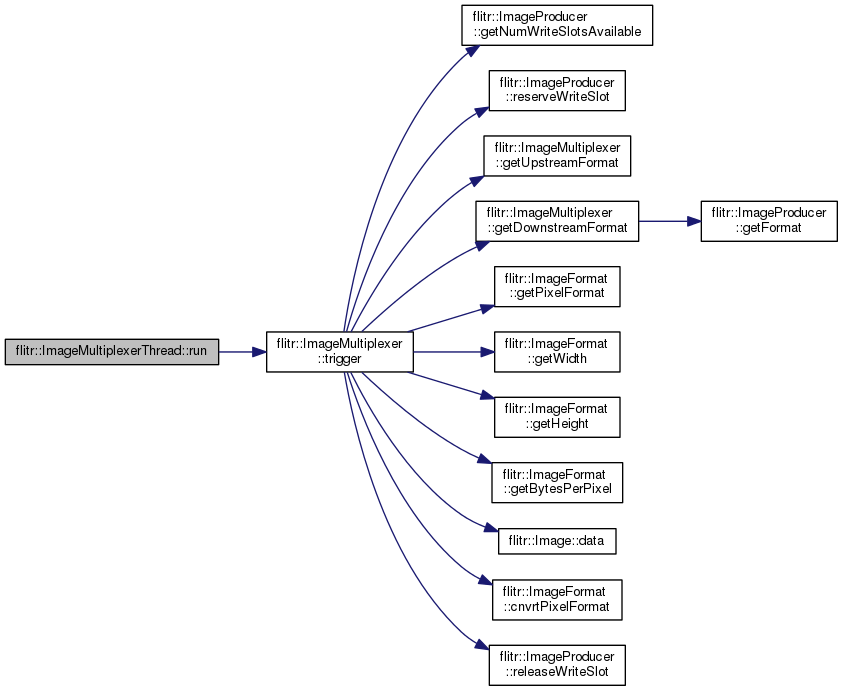 flitr::ImageProducer
::getNumWriteSlotsAvailable
flitr::ImageProducer
::reserveWriteSlot
flitr::ImageMultiplexer
::getUpstreamFormat
flitr::ImageMultiplexer
::getDownstreamFormat
flitr::ImageProducer
::getFormat
flitr::ImageFormat
::getPixelFormat
flitr::ImageMultiplexerThread::run
flitr::ImageMultiplexer
::trigger
flitr::ImageFormat
::getWidth
flitr::ImageFormat
::getHeight
flitr::ImageFormat
::getBytesPerPixel
flitr::Image::data
flitr::ImageFormat
::cnvrtPixelFormat
flitr::ImageProducer
::releaseWriteSlot